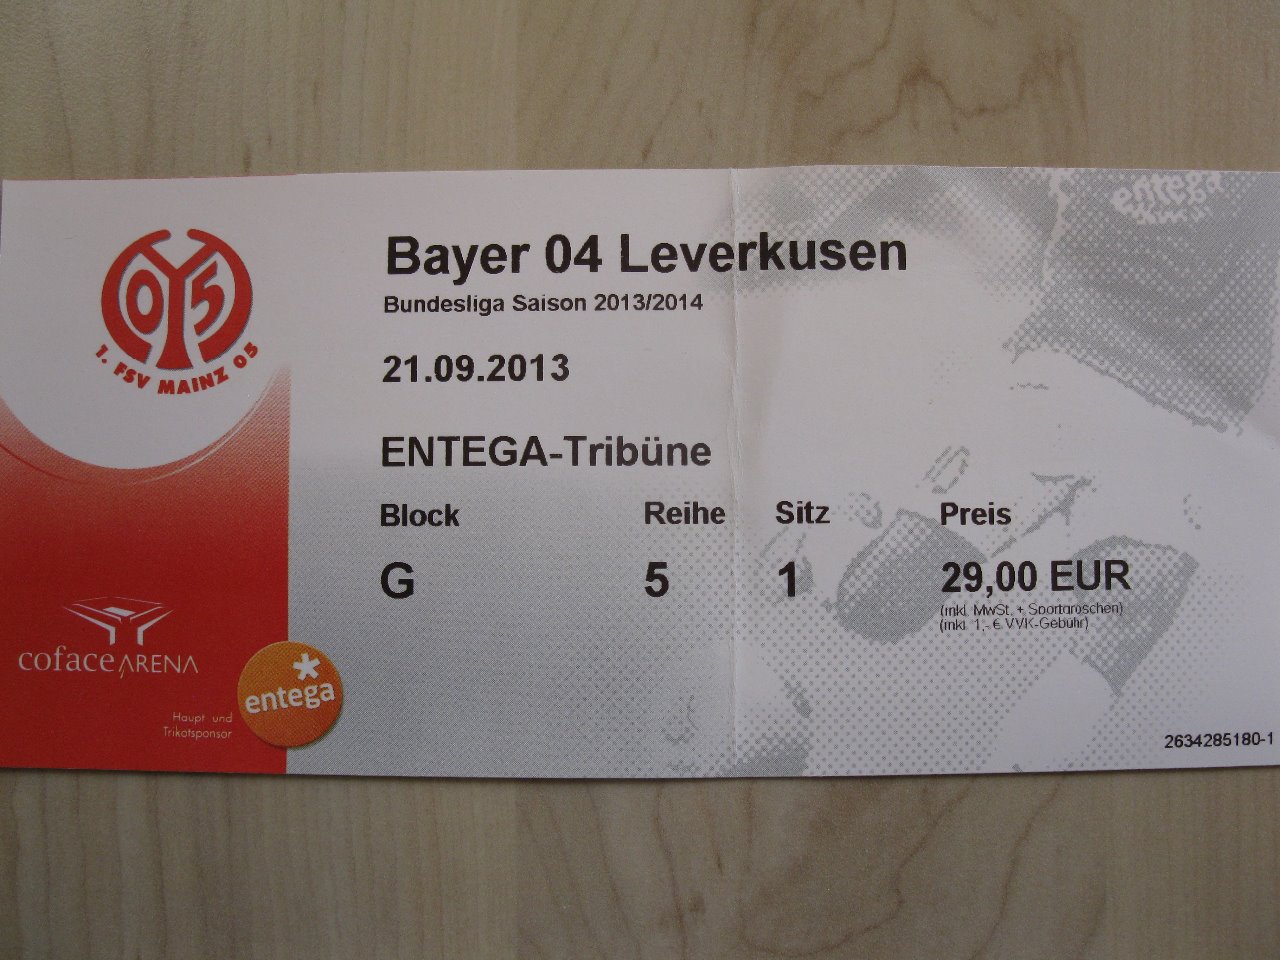 entega
05
1. FSV MAINZ 05
Bayer 04 Leverkusen
Bundesliga Saison 2013/2014
21.09.2013
ENTEGA-Tribüne
Block Reihe Sitz Preis
G 5 1 29,00 EUR
(inkl. MwSt. + Sportgroschen)
(inkl. 1,- € VVK-Gebühr)
coface ARENA
entega
Haupt und
Trikotsponsor
2634285180-1